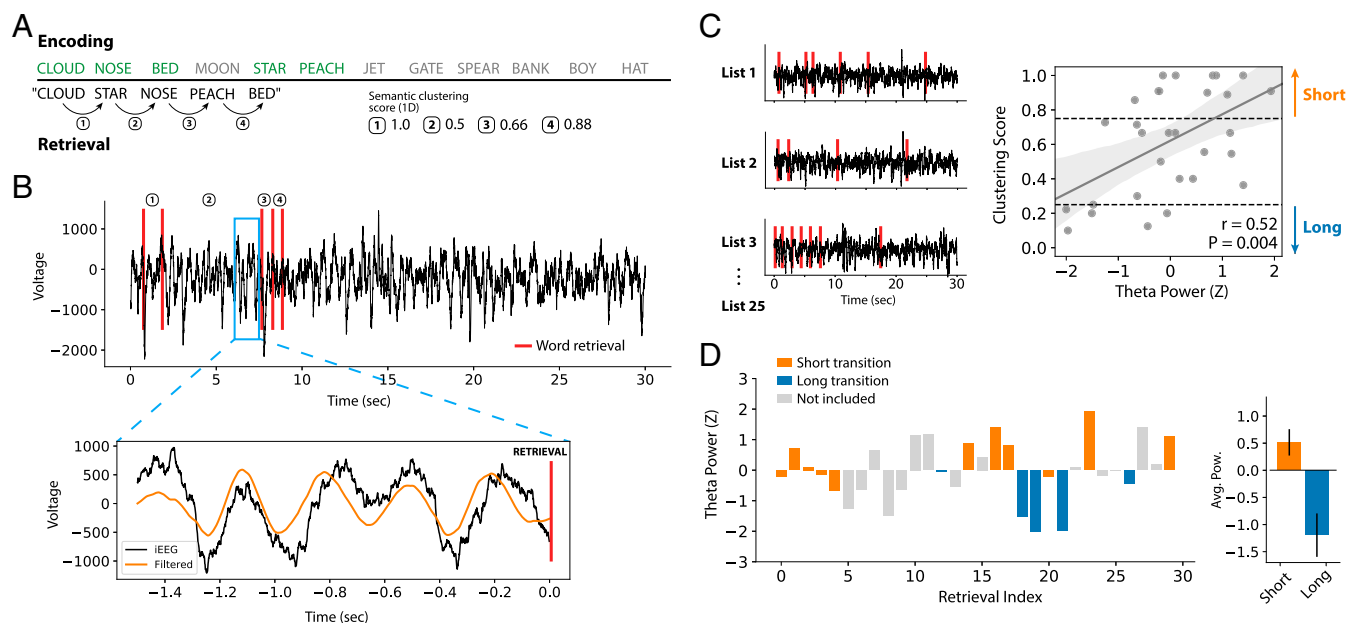 A
Encoding
CLOUD NOSE BED MOON STAR PEACH JET GATE SPEAR BANK BOY HAT
"CLOUD STAR NOSE PEACH BED"
1 2 3 4
Semantic clustering
score (1D)
1 1.0 2 0.5 3 0.66 4 0.88
Retrieval
B
1 2 3 4
Voltage
1000
0
−1000
−2000
Word retrieval
0 5 10 15 20 25 30
Time (sec)
Voltage
1000
500
0
−500
−1000
RETRIEVAL
iEEG
Filtered
−1.4 −1.2 −1.0 −0.8 −0.6 −0.4 −0.2 0.0
Time (sec)
C
List 1
0 10 20 30
List 2
0 10 20 30
List 3
0 10 20 30
Time (sec)
⋮
List 25
Clustering Score
1.0
0.8
0.6
0.4
0.2
0.0
r = 0.52
P = 0.004
−2 −1 0 1 2
Theta Power (Z)
Short
Long
D
Short transition
Long transition
Not included
Theta Power (Z)
3
2
1
0
−1
−2
−3
0 5 10 15 20 25 30
Retrieval Index
Avg. Pow.
1.0
0.5
0.0
−0.5
−1.0
−1.5
Short Long